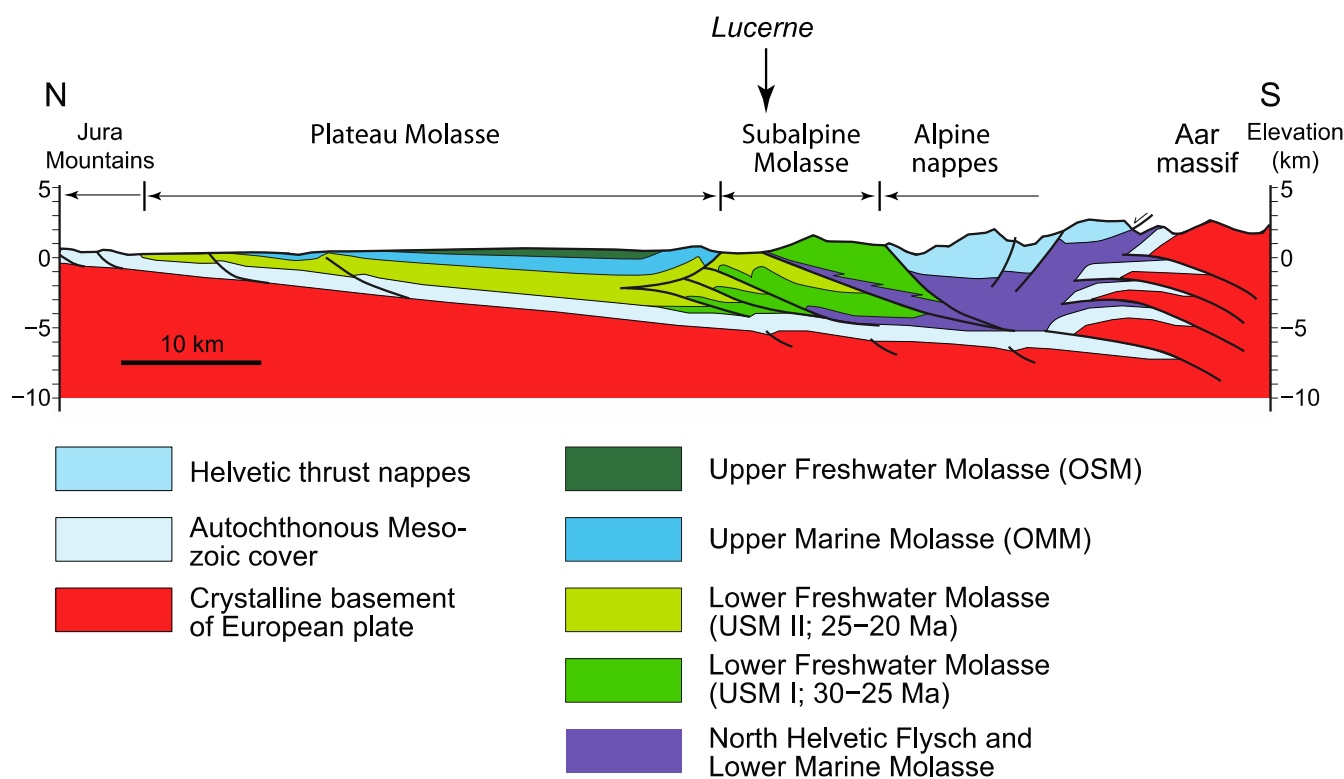 Lucerne
N
S
Jura
Mountains
Plateau Molasse
Subalpine
Molasse
Alpine
nappes
Aar
massif
Elevation
(km)
5
0
−5
−10
5
0
−5
−10
10 km
Helvetic thrust nappes
Autochthonous Meso-
zoic cover
Crystalline basement
of European plate
Upper Freshwater Molasse (OSM)
Upper Marine Molasse (OMM)
Lower Freshwater Molasse
(USM II; 25−20 Ma)
Lower Freshwater Molasse
(USM I; 30−25 Ma)
North Helvetic Flysch and
Lower Marine Molasse